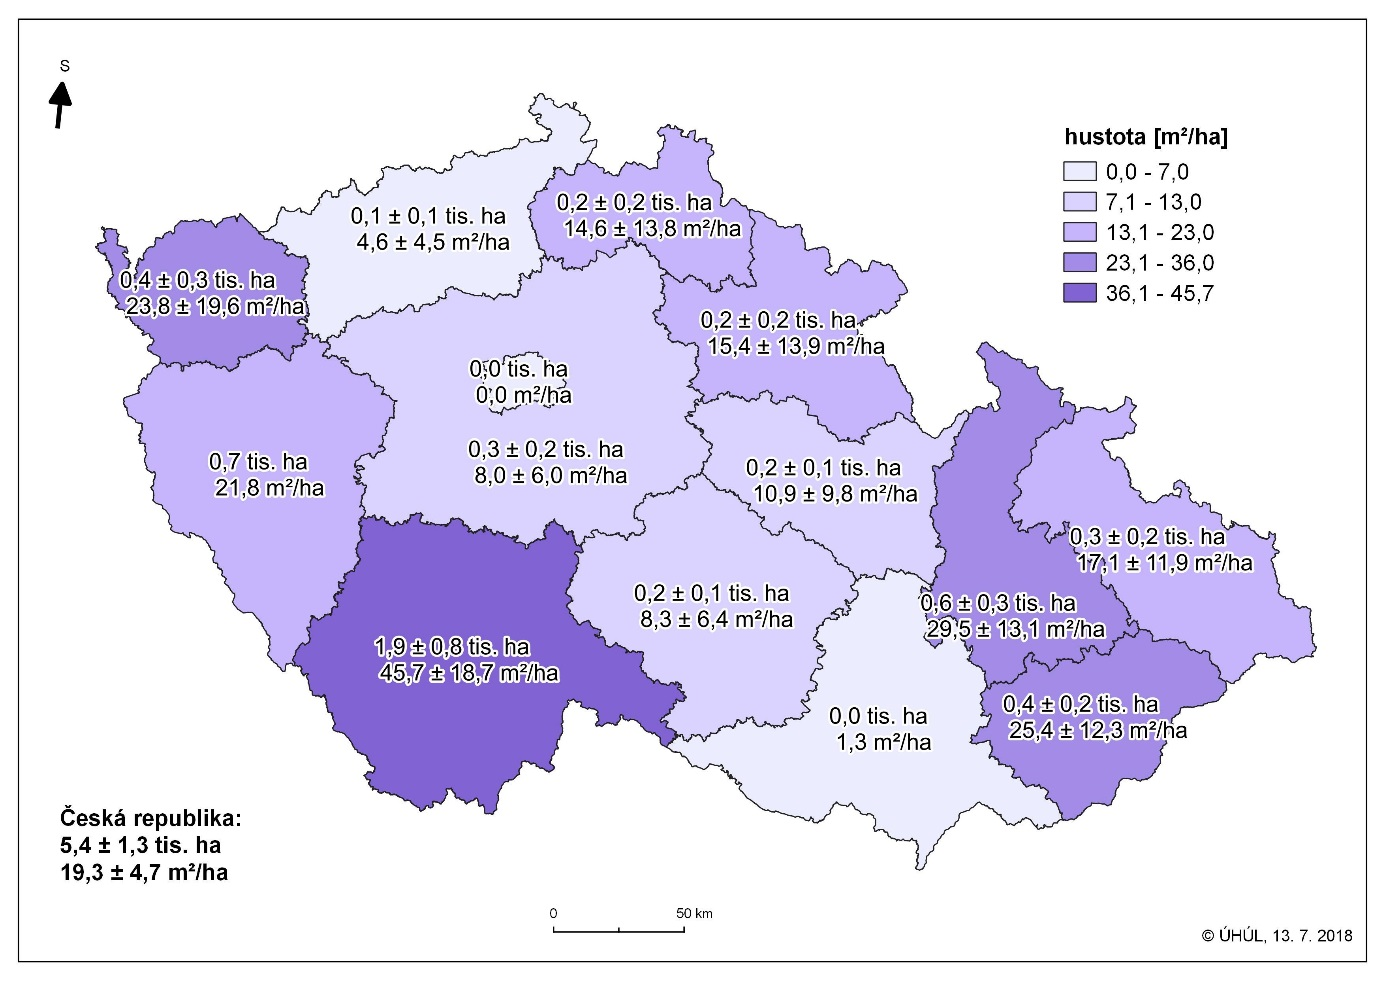 S
hustota [m²/ha]
0,0 - 7,0
7,1 - 13,0
13,1 - 23,0
23,1 - 36,0
36,1 - 45,7
0,1 ± 0,1 tis. ha
4,6 ± 4,5 m²/ha
0,2 ± 0,2 tis. ha
14,6 ± 13,8 m²/ha
0,4 ± 0,3 tis. ha
23,8 ± 19,6 m²/ha
0,2 ± 0,2 tis. ha
15,4 ± 13,9 m²/ha
0,0 tis. ha
0,0 m²/ha
0,3 ± 0,2 tis. ha
8,0 ± 6,0 m²/ha
0,7 tis. ha
21,8 m²/ha
0,2 ± 0,1 tis. ha
10,9 ± 9,8 m²/ha
0,3 ± 0,2 tis. ha
17,1 ± 11,9 m²/ha
0,2 ± 0,1 tis. ha
8,3 ± 6,4 m²/ha
0,6 ± 0,3 tis. ha
29,5 ± 13,1 m²/ha
1,9 ± 0,8 tis. ha
45,7 ± 18,7 m²/ha
0,4 ± 0,2 tis. ha
25,4 ± 12,3 m²/ha
0,0 tis. ha
1,3 m²/ha
Česká republika:
5,4 ± 1,3 tis. ha
19,3 ± 4,7 m²/ha
0 50 km
© ÚHÚL, 13. 7. 2018